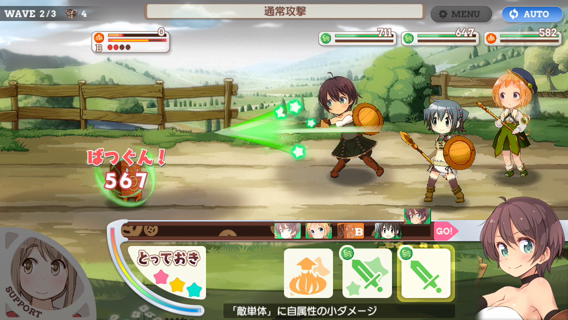 WAVE 2/3 4
通常攻撃
MENU
AUTO
B
0
711
647
582
ばつぐん!
567
B
GO!
とっておき
SUPPORT
「敵単体」に自属性の小ダメージ